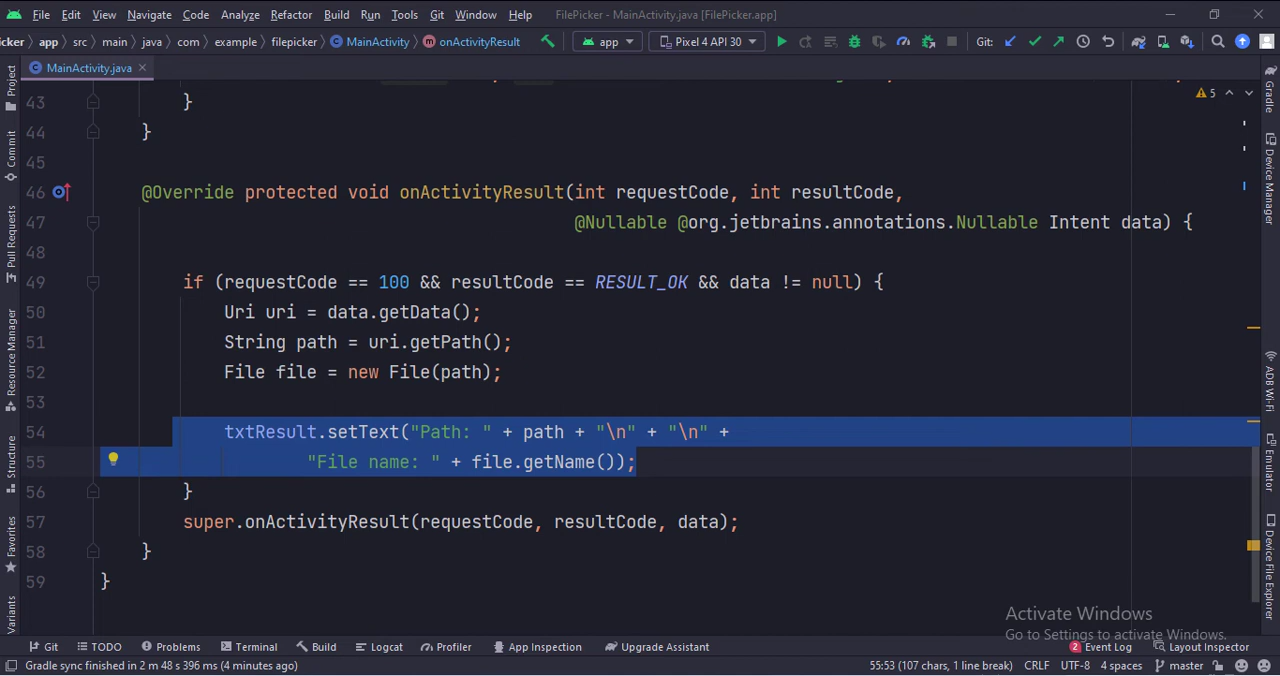 File Edit View Navigate Code Analyze Refactor Build Run Tools Git Window Help FilePicker - MainActivity.java [FilePicker.app]
icker app src main java com example filepicker MainActivity onActivityResult app Pixel 4 API 30 Git:
MainActivity.java
43 }
5
44 }
45
46 @Override protected void onActivityResult(int requestCode, int resultCode,
47 @Nullable @org.jetbrains.annotations.Nullable Intent data) {
48
49 if (requestCode == 100 && resultCode == RESULT_OK && data != null) {
50 Uri uri = data.getData();
51 String path = uri.getPath();
52 File file = new File(path);
53
54 txtResult.setText("Path: " + path + "\n" + "\n" +
55 "File name: " + file.getName());
56 }
57 super.onActivityResult(requestCode, resultCode, data);
58 }
59 }
Project
Commit
Pull Requests
Resource Manager
Structure
Favorites
Variants
Gradle
Device Manager
ADB Wi-Fi
Emulator
Device File Explorer
Activate Windows
Go to Settings to activate Windows.
Git TODO Problems Terminal Build Logcat Profiler App Inspection Upgrade Assistant 2 Event Log Layout Inspector
Gradle sync finished in 2 m 48 s 396 ms (4 minutes ago) 55:53 (107 chars, 1 line break) CRLF UTF-8 4 spaces master